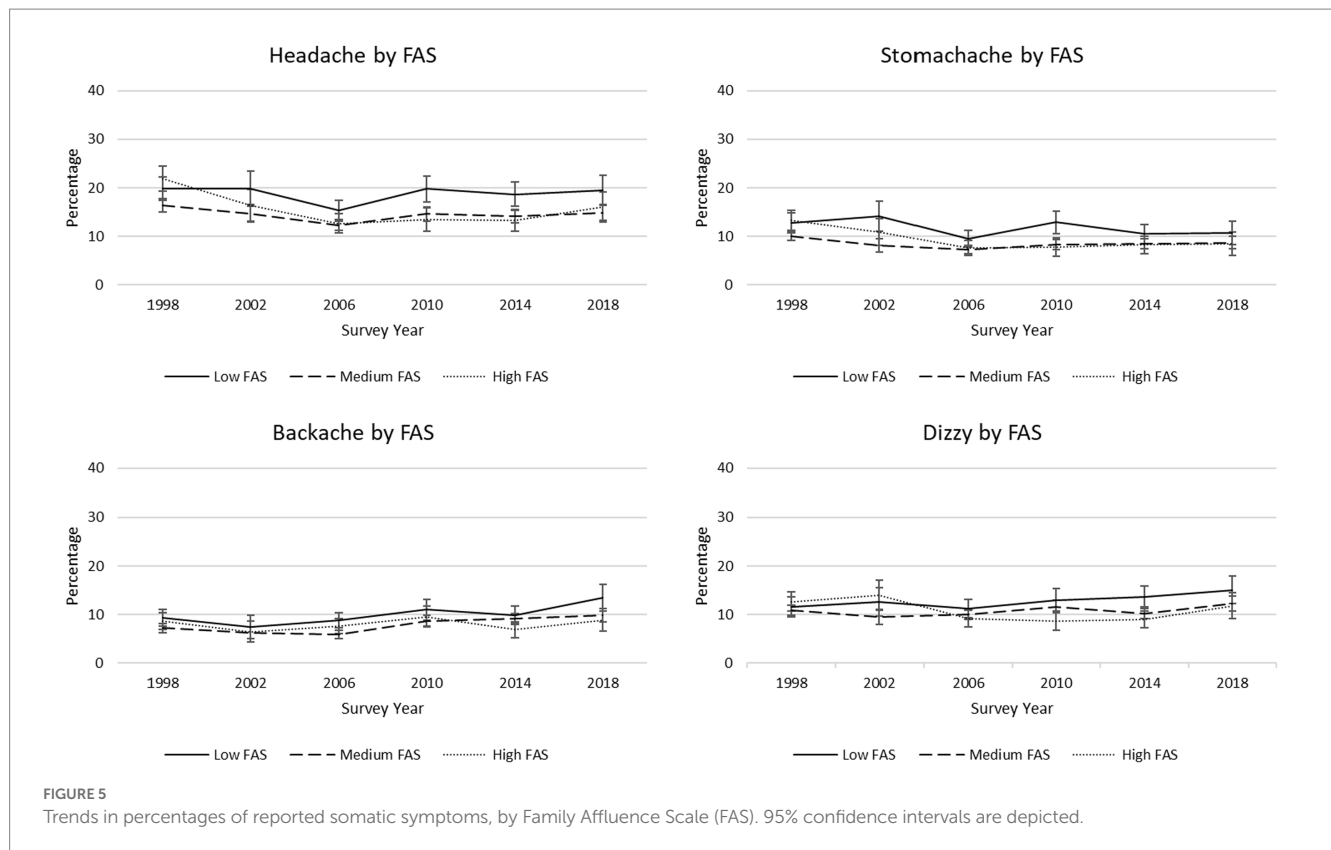 Headache by FAS
40
30
20
10
0
Percentage
1998 2002 2006 2010 2014 2018
Survey Year
Low FAS Medium FAS High FAS
Stomachache by FAS
40
30
20
10
0
Percentage
1998 2002 2006 2010 2014 2018
Survey Year
Low FAS Medium FAS High FAS
Backache by FAS
40
30
20
10
0
Percentage
1998 2002 2006 2010 2014 2018
Survey Year
Low FAS Medium FAS High FAS
Dizzy by FAS
40
30
20
10
0
Percentage
1998 2002 2006 2010 2014 2018
Survey Year
Low FAS Medium FAS High FAS
FIGURE 5
Trends in percentages of reported somatic symptoms, by Family Affluence Scale (FAS). 95% confidence intervals are depicted.